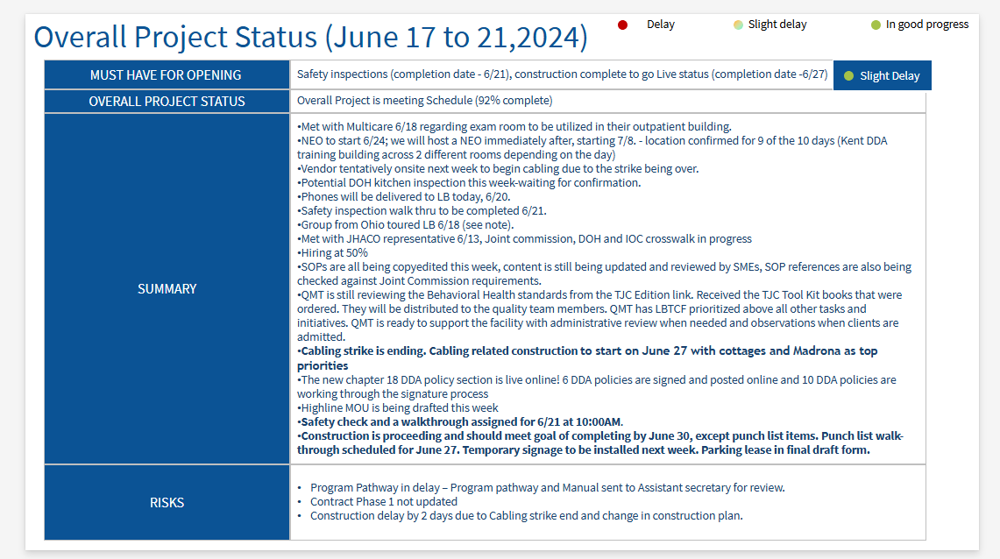 Overall Project Status (June 17 to 21,2024)
Delay
Slight delay
In good progress
MUST HAVE FOR OPENING
Safety inspections (completion date - 6/21), construction complete to go Live status (completion date -6/27)
Slight Delay
OVERALL PROJECT STATUS
Overall Project is meeting Schedule (92% complete)
SUMMARY
•Met with Multicare 6/18 regarding exam room to be utilized in their outpatient building.
•NEO to start 6/24; we will host a NEO immediately after, starting 7/8. - location confirmed for 9 of the 10 days (Kent DDA
training building across 2 different rooms depending on the day)
•Vendor tentatively onsite next week to begin cabling due to the strike being over.
•Potential DOH kitchen inspection this week-waiting for confirmation.
•Phones will be delivered to LB today, 6/20.
•Safety inspection walk thru to be completed 6/21.
•Group from Ohio toured LB 6/18 (see note).
•Met with JHACO representative 6/13, Joint commission, DOH and IOC crosswalk in progress
•Hiring at 50%
•SOPs are all being copyedited this week, content is still being updated and reviewed by SMEs, SOP references are also being
checked against Joint Commission requirements.
•QMT is still reviewing the Behavioral Health standards from the TJC Edition link. Received the TJC Tool Kit books that were
ordered. They will be distributed to the quality team members. QMT has LBTCF prioritized above all other tasks and
initiatives. QMT is ready to support the facility with administrative review when needed and observations when clients are
admitted.
•Cabling strike is ending. Cabling related construction to start on June 27 with cottages and Madrona as top
priorities
•The new chapter 18 DDA policy section is live online! 6 DDA policies are signed and posted online and 10 DDA policies are
working through the signature process
•Highline MOU is being drafted this week
•Safety check and a walkthrough assigned for 6/21 at 10:00AM.
•Construction is proceeding and should meet goal of completing by June 30, except punch list items. Punch list walk-
through scheduled for June 27. Temporary signage to be installed next week. Parking lease in final draft form.
RISKS
• Program Pathway in delay – Program pathway and Manual sent to Assistant secretary for review.
• Contract Phase 1 not updated
• Construction delay by 2 days due to Cabling strike end and change in construction plan.